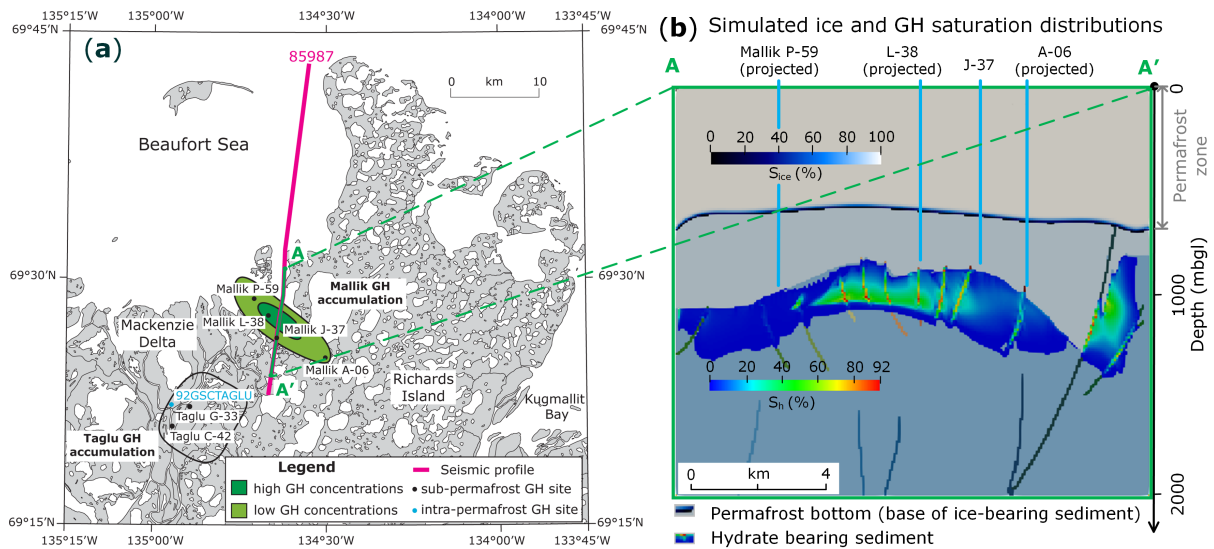 (a)
135°15' 135°00' 134°30' 134°00' 133°45'
69°45' 69°45'
85987
0 km 10
Beaufort Sea
A
69°30' 69°30'
Mallik P-59
Mallik GH
accumulation
Mackenzie
Delta
Mallik L-38
Mallik J-37
Mallik A-06
A'
Richards
Island
92GSCTAGLU
Taglu G-33
Taglu C-42
Taglu GH
accumulation
Kugmallit
Bay
Legend
high GH concentrations
low GH concentrations
Seismic profile
sub-permafrost GH site
intra-permafrost GH site
69°15' 69°15'
135°15' 135°00' 134°30' 134°00' 133°45'
(b) Simulated ice and GH saturation distributions
A
Mallik P-59
(projected)
L-38
(projected)
J-37
A-06
(projected)
A'
0
Permafrost
zone
0 20 40 60 80 100
Sice (%)
1000
Depth (mbgl)
0 20 40 60 80 92
Sh (%)
0 km 4
2000
Permafrost bottom (base of ice-bearing sediment)
Hydrate bearing sediment